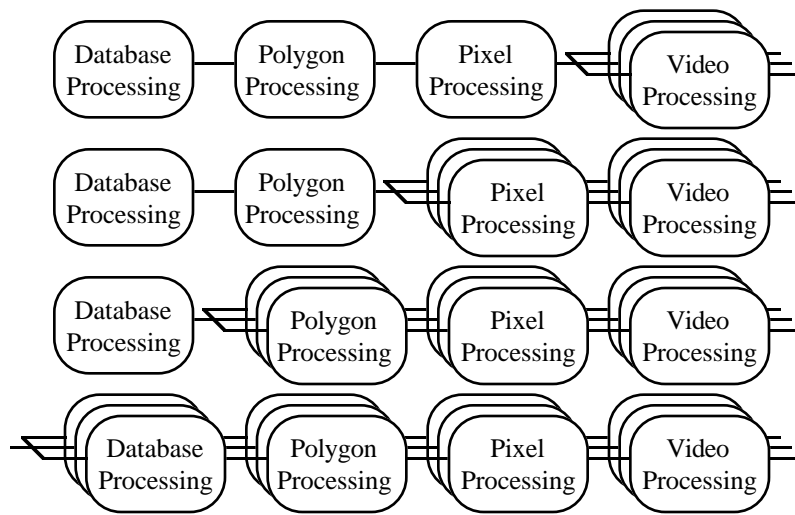 Database
Processing
Polygon
Processing
Pixel
Processing
Video
Processing
Database
Processing
Polygon
Processing
Pixel
Processing
Video
Processing
Database
Processing
Polygon
Processing
Pixel
Processing
Video
Processing
Database
Processing
Polygon
Processing
Pixel
Processing
Video
Processing